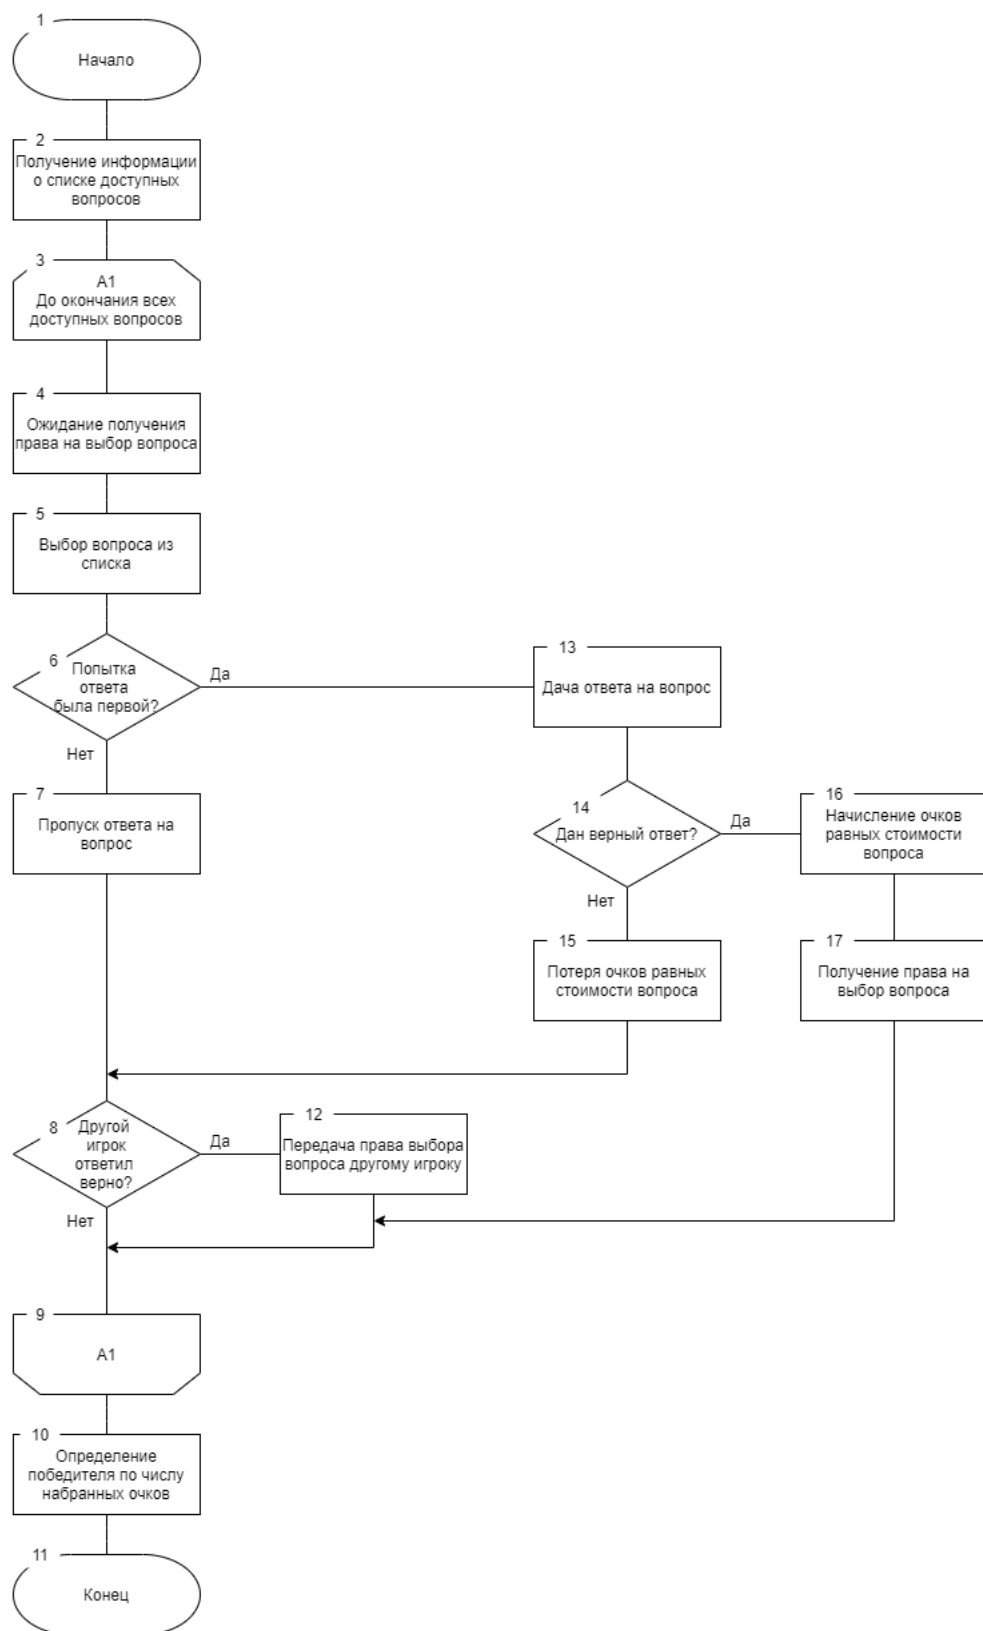 1
Начало
2
Получение информации
о списке доступных
вопросов
3
А1
До окончания всех
доступных вопросов
4
Ожидание получения
права на выбор вопроса
5
Выбор вопроса из
списка
6
Попытка
ответа
была первой?
Да
Нет
13
Дача ответа на вопрос
7
Пропуск ответа на
вопрос
14
Дан верный ответ?
Да
Нет
16
Начисление очков
равных стоимости
вопроса
15
Потеря очков равных
стоимости вопроса
17
Получение права на
выбор вопроса
8
Другой
игрок
ответил
верно?
Да
Нет
12
Передача права выбора
вопроса другому игроку
9
А1
10
Определение
победителя по числу
набранных очков
11
Конец